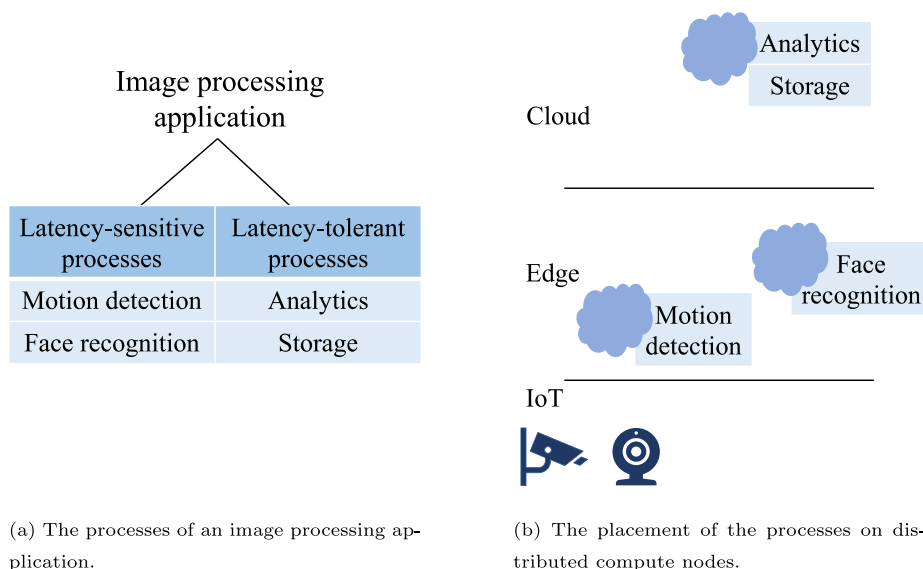 Image processing
application
Latency-sensitive
processes
Latency-tolerant
processes
Motion detection
Analytics
Face recognition
Storage
(a) The processes of an image processing ap-
plication.
Analytics
Storage
Cloud
Edge
Face
recognition
Motion
detection
IoT
(b) The placement of the processes on dis-
tributed compute nodes.